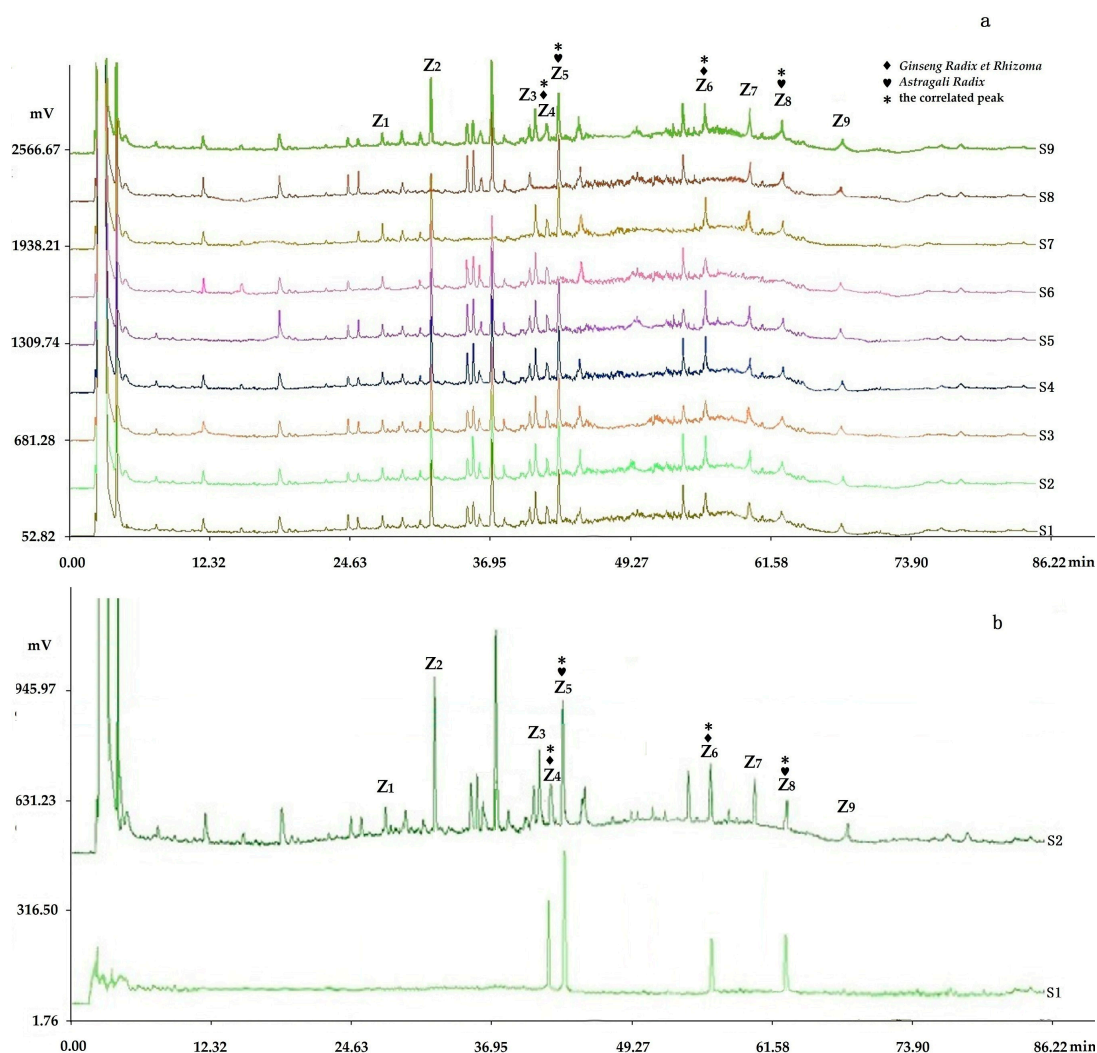 a
♦ Ginseng Radix et Rhizoma
♥ Astragali Radix
* the correlated peak
mV
2566.67
1938.21
1309.74
681.28
52.82
Z1
Z2
Z3
*
♦
Z4
*
♥
Z5
*
♦
Z6
Z7
*
♥
Z8
Z9
S9
S8
S7
S6
S5
S4
S3
S2
S1
0.00 12.32 24.63 36.95 49.27 61.58 73.90 86.22 min
b
mV
945.97
631.23
316.50
1.76
Z1
Z2
Z3
*
♦
Z4
*
♥
Z5
*
♦
Z6
Z7
*
♥
Z8
Z9
S2
S1
0.00 12.32 24.63 36.95 49.27 61.58 73.90 86.22 min